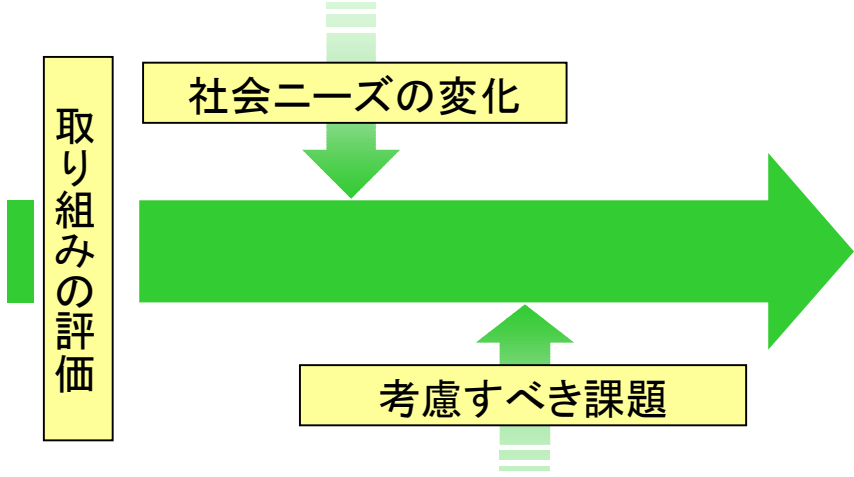 取り組みの評価
社会ニーズの変化
考慮すべき課題